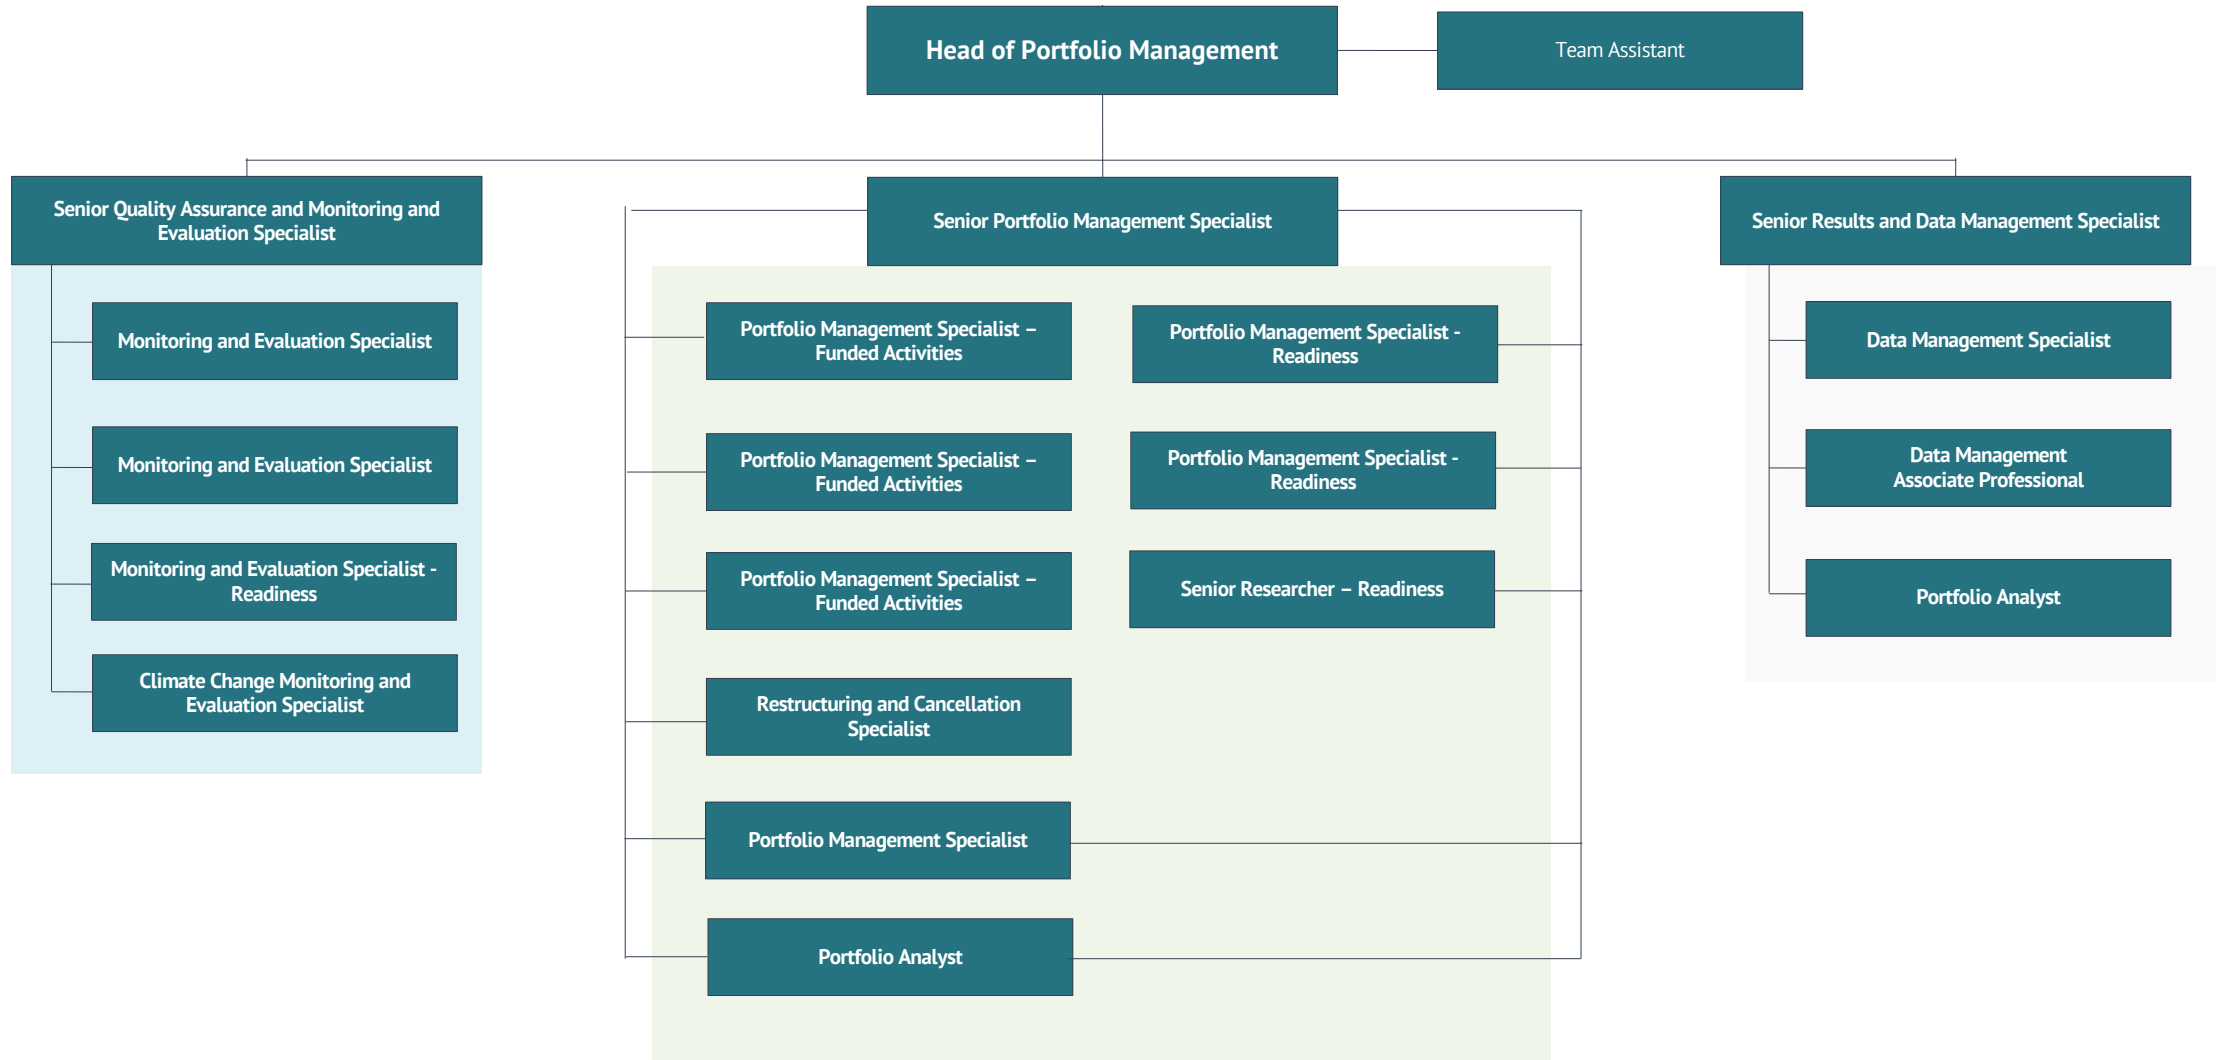 Head of Portfolio Management
Team Assistant
Senior Quality Assurance and Monitoring and
Evaluation Specialist
Monitoring and Evaluation Specialist
Monitoring and Evaluation Specialist
Monitoring and Evaluation Specialist -
Readiness
Climate Change Monitoring and
Evaluation Specialist
Senior Portfolio Management Specialist
Portfolio Management Specialist –
Funded Activities
Portfolio Management Specialist –
Funded Activities
Portfolio Management Specialist –
Funded Activities
Restructuring and Cancellation
Specialist
Portfolio Management Specialist
Portfolio Analyst
Portfolio Management Specialist -
Readiness
Portfolio Management Specialist -
Readiness
Senior Researcher – Readiness
Senior Results and Data Management Specialist
Data Management Specialist
Data Management
Associate Professional
Portfolio Analyst